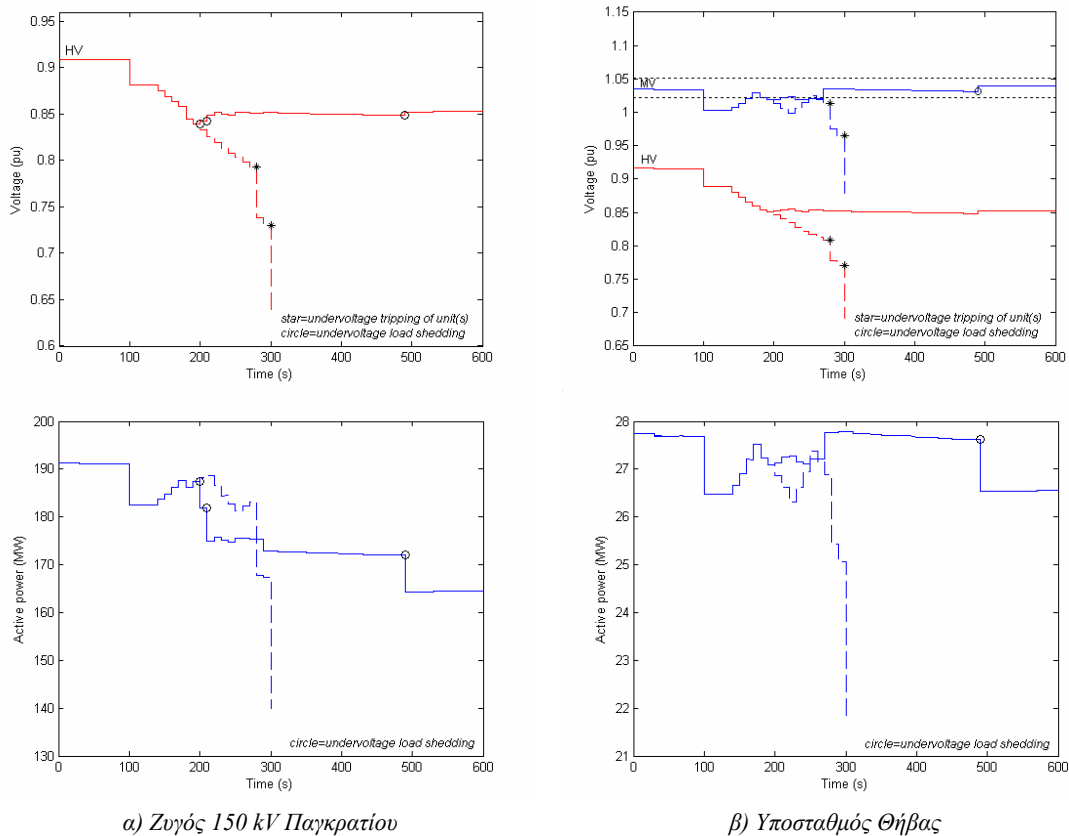 0.95
0.9
0.85
0.8
0.75
0.7
0.65
0.6
Voltage (pu)
HV
star=undervoltage tripping of unit(s)
circle=undervoltage load shedding
0 100 200 300 400 500 600
Time (s)
1.15
1.1
1.05
1
0.95
0.9
0.85
0.8
0.75
0.7
0.65
Voltage (pu)
MV
HV
star=undervoltage tripping of unit(s)
circle=undervoltage load shedding
0 100 200 300 400 500 600
Time (s)
200
190
180
170
160
150
140
130
Active power (MW)
circle=undervoltage load shedding
0 100 200 300 400 500 600
Time (s)
28
27
26
25
24
23
22
21
Active power (MW)
circle=undervoltage load shedding
0 100 200 300 400 500 600
Time (s)
α) Ζυγός 150 kV Παγκρατίου
β) Υποσταθμός Θήβας